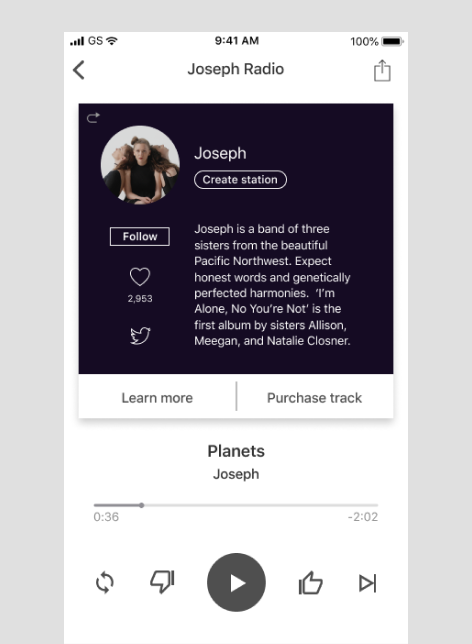 GS 9:41 AM 100%
Joseph Radio
Joseph
Create station
Follow
2,953
Joseph is a band of three
sisters from the beautiful
Pacific Northwest. Expect
honest words and genetically
perfected harmonies.  ‘I’m
Alone, No You’re Not’ is the
first album by sisters Allison,
Meegan, and Natalie Closner.
Learn more
Purchase track
Planets
Joseph
0:36 -2:02